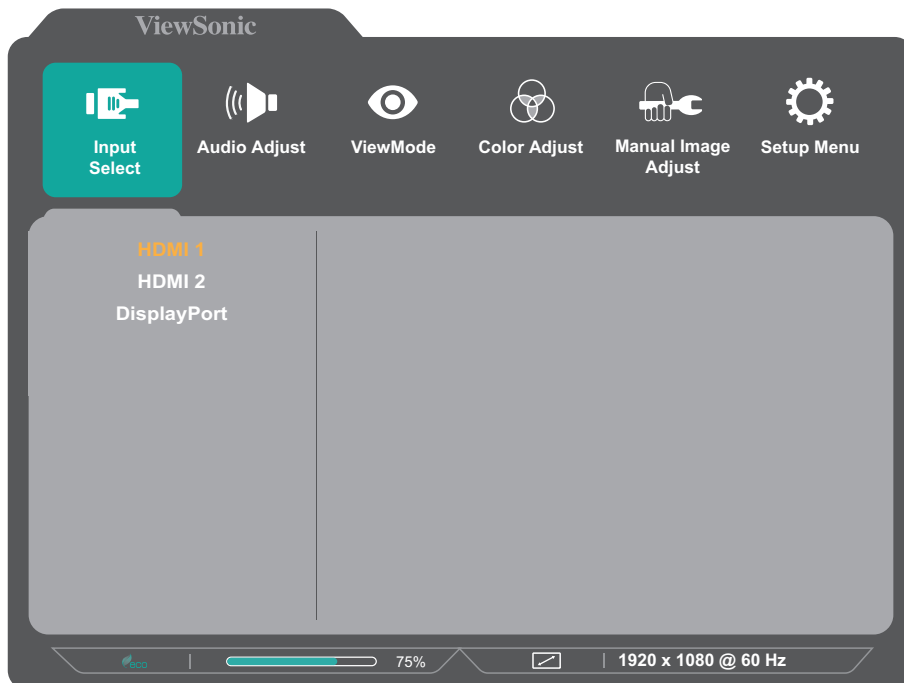 ViewSonic
Input
Select
Audio Adjust
ViewMode
Color Adjust
Manual Image
Adjust
Setup Menu
HDMI 1
HDMI 2
DisplayPort
eco
75%
1920 x 1080 @ 60 Hz